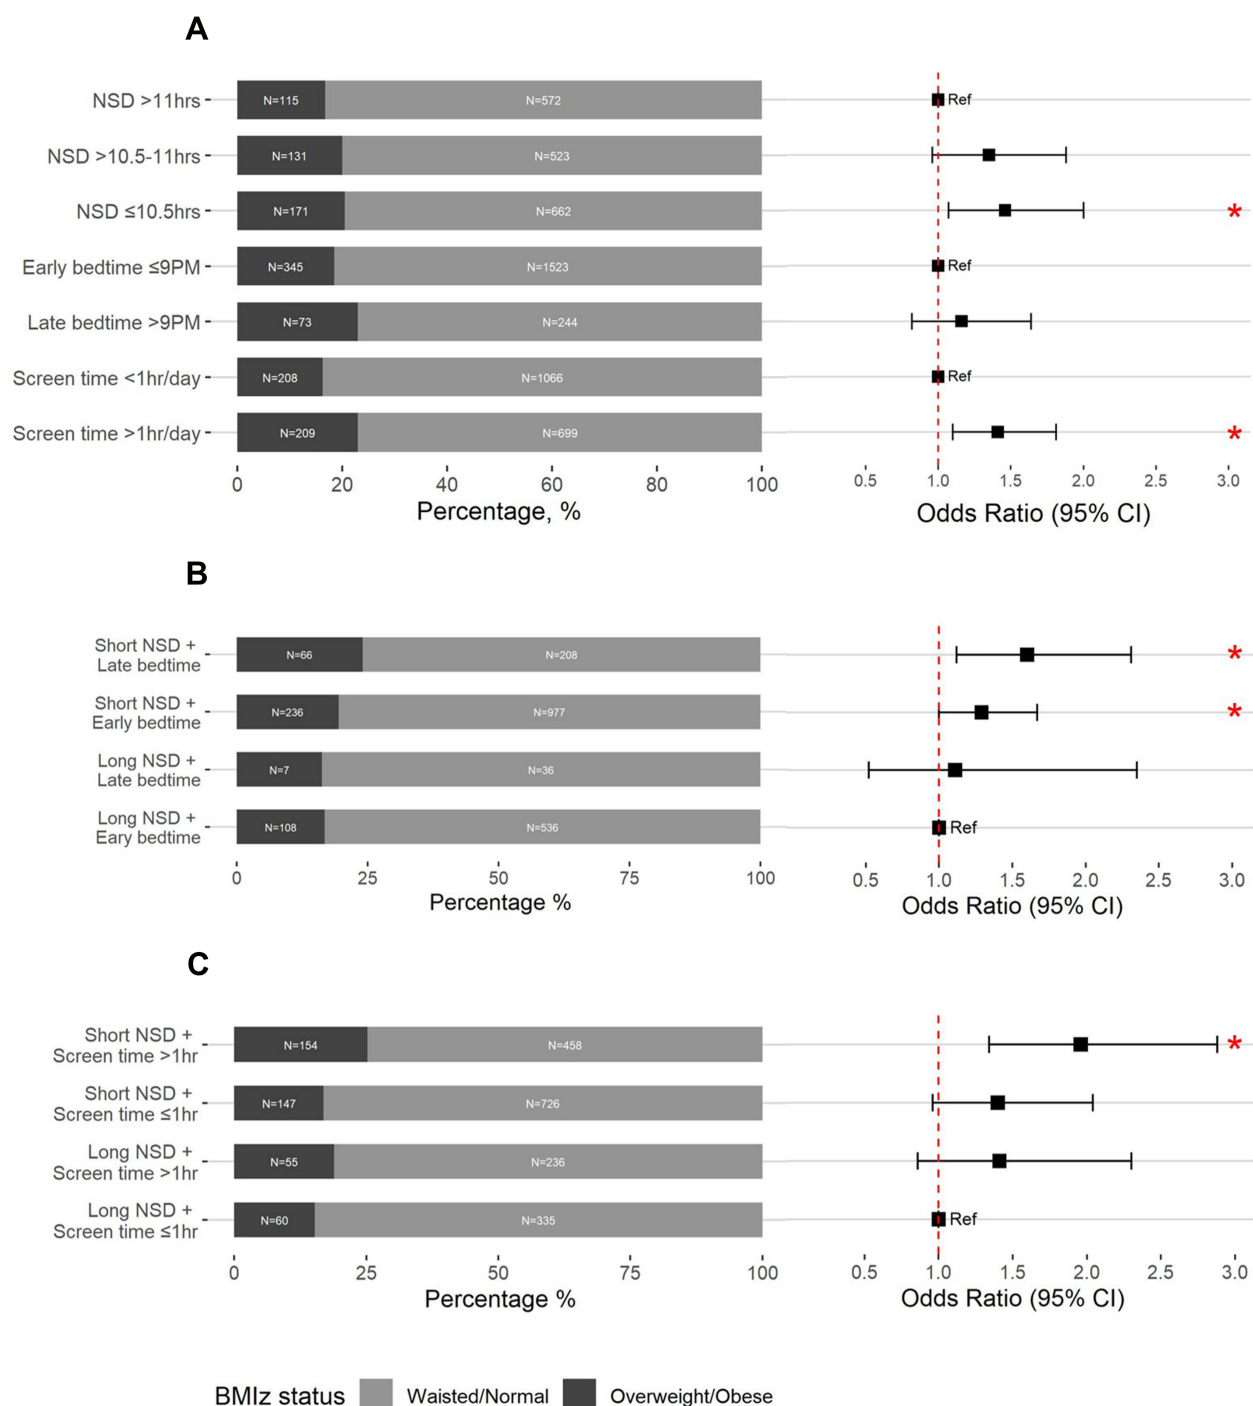 A
NSD >11hrs
N=115
N=572
Ref
NSD >10.5-11hrs
N=131
N=523
NSD ≤10.5hrs
N=171
N=662
*
Early bedtime ≤9PM
N=345
N=1523
Ref
Late bedtime >9PM
N=73
N=244
Screen time <1hr/day
N=208
N=1066
Ref
Screen time >1hr/day
N=209
N=699
*
0 20 40 60 80 100
0.5 1.0 1.5 2.0 2.5 3.0
Percentage, %
Odds Ratio (95% CI)
B
Short NSD +
Late bedtime
N=66
N=208
*
Short NSD +
Early bedtime
N=236
N=977
*
Long NSD +
Late bedtime
N=7
N=36
Long NSD +
Eary bedtime
N=108
N=536
Ref
0 25 50 75 100
0.5 1.0 1.5 2.0 2.5 3.0
Percentage %
Odds Ratio (95% CI)
C
Short NSD +
Screen time >1hr
N=154
N=458
*
Short NSD +
Screen time ≤1hr
N=147
N=726
Long NSD +
Screen time >1hr
N=55
N=236
Long NSD +
Screen time ≤1hr
N=60
N=335
Ref
0 25 50 75 100
0.5 1.0 1.5 2.0 2.5 3.0
Percentage %
Odds Ratio (95% CI)
BMIz status Waisted/Normal Overweight/Obese